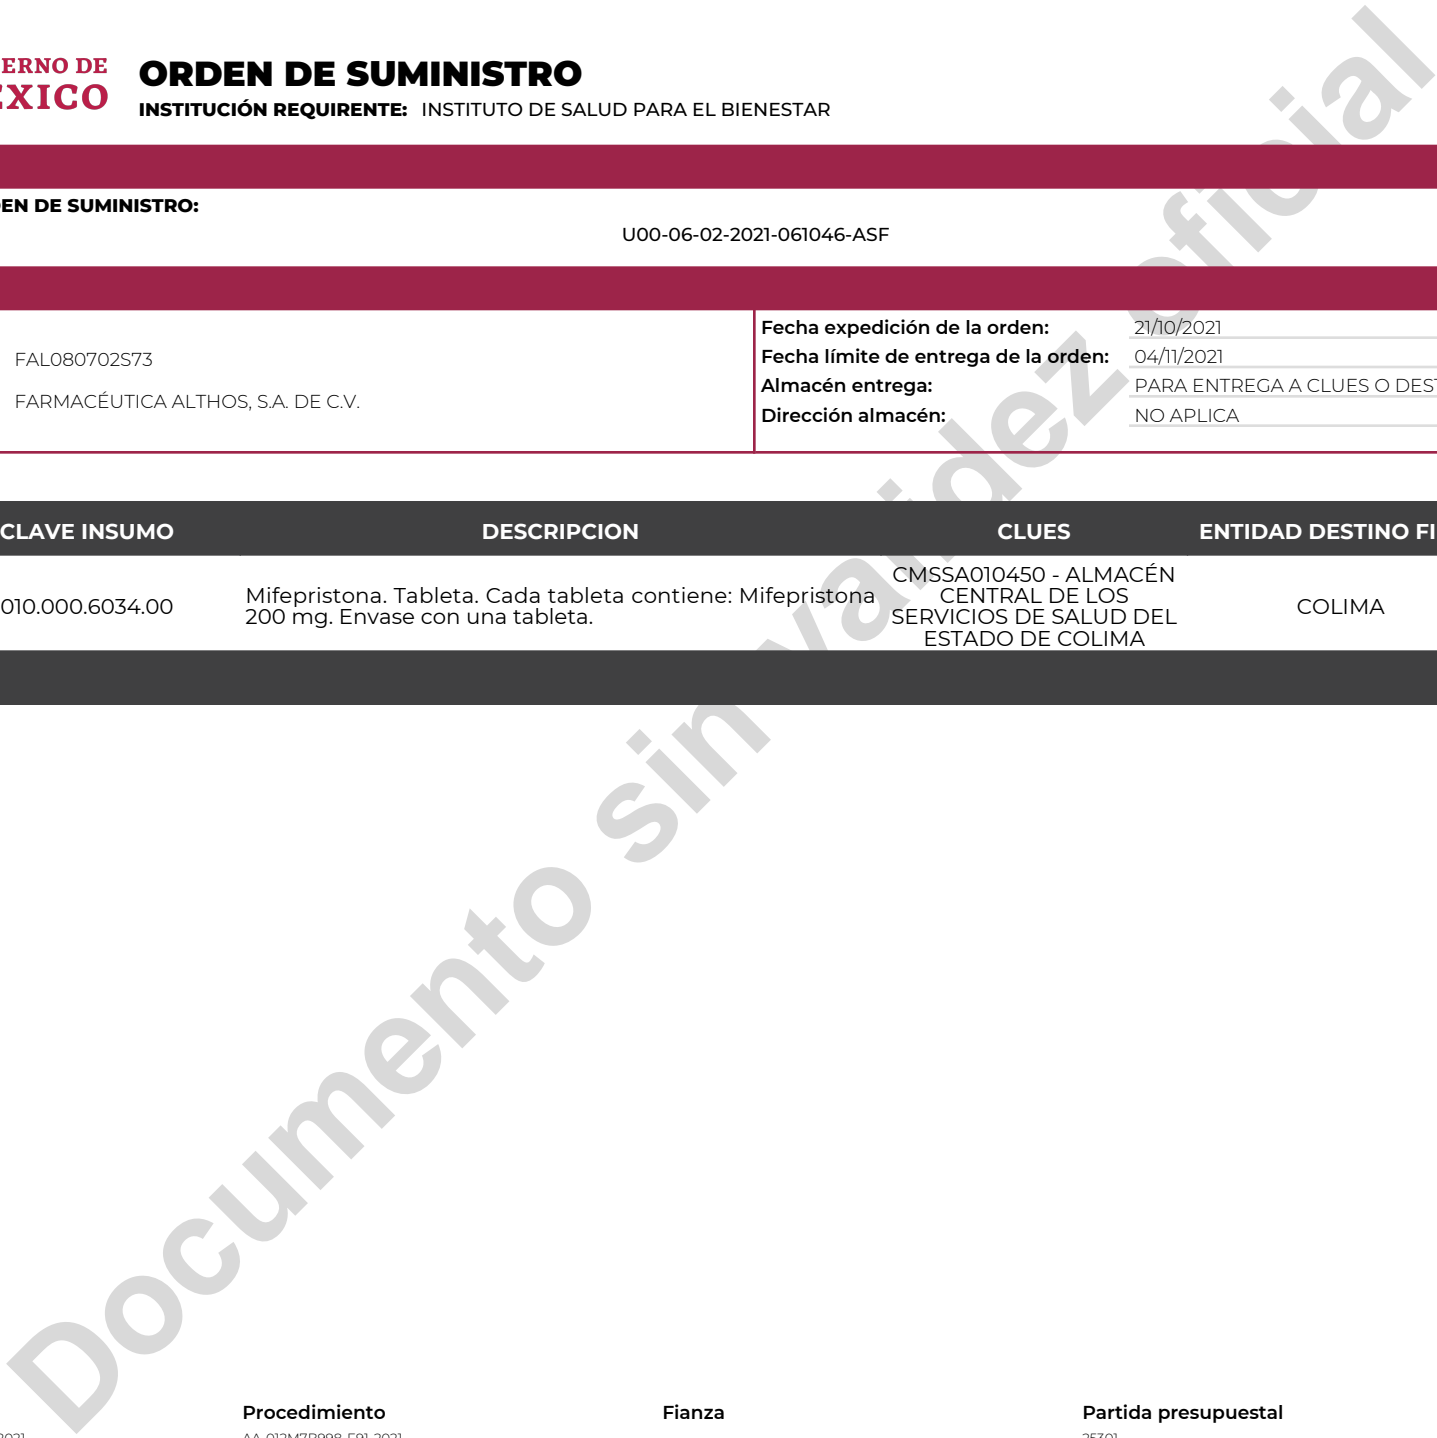 ERNO DE
ÉXICO
ORDEN DE SUMINISTRO
INSTITUCIÓN REQUIRENTE: INSTITUTO DE SALUD PARA EL BIENESTAR
EN DE SUMINISTRO:
U00-06-02-2021-061046-ASF
FAL080702S73
FARMACÉUTICA ALTHOS, S.A. DE C.V.
Fecha expedición de la orden: 21/10/2021
Fecha límite de entrega de la orden: 04/11/2021
Almacén entrega: PARA ENTREGA A CLUES O DEST
Dirección almacén: NO APLICA
CLAVE INSUMO DESCRIPCION CLUES ENTIDAD DESTINO FI
010.000.6034.00
Mifepristona. Tableta. Cada tableta contiene: Mifepristona
200 mg. Envase con una tableta.
CMSSA010450 - ALMACÉN
CENTRAL DE LOS
SERVICIOS DE SALUD DEL
ESTADO DE COLIMA
COLIMA
Documento sin validez oficial
Procedimiento Fianza Partida presupuestal